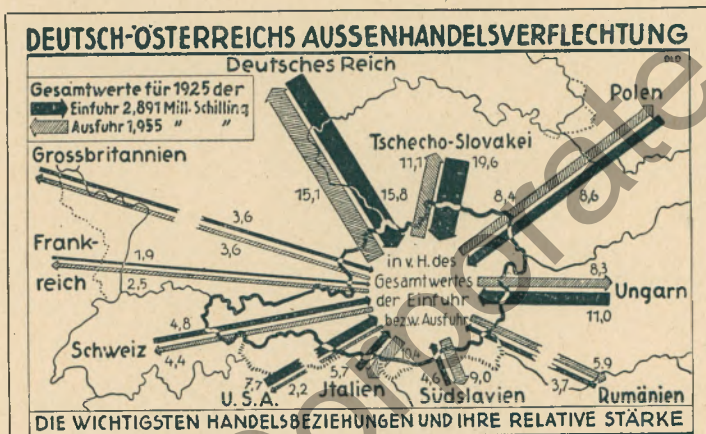 DEUTSCH-ÖSTERREICHS AUSSENHANDELSVERFLECHTUNG
Deutsches Reich
Gesamtwerte für 1925 der
Einfuhr 2,891 Mill. Schilling
Ausfuhr 1,955 " "
Polen
Tschecho-Slovakei
11,1 19,6
Grossbritannien
15,1 15,8
8,4 8,6
3,6
3,6
Frank-
reich
1,9
2,5
in v. H. des
Gesamtwertes
der Einfuhr
bezw. Ausfuhr
8,3
Ungarn
11,0
4,8
Schweiz
4,4
7,7 2,2
U.S.A.
5,7 10,4
Jtalien
4,6 9,0
Südslavien
5,9
3,7
Rumänien
DIE WICHTIGSTEN HANDELSBEZIEHUNGEN UND IHRE RELATIVE STÄRKE